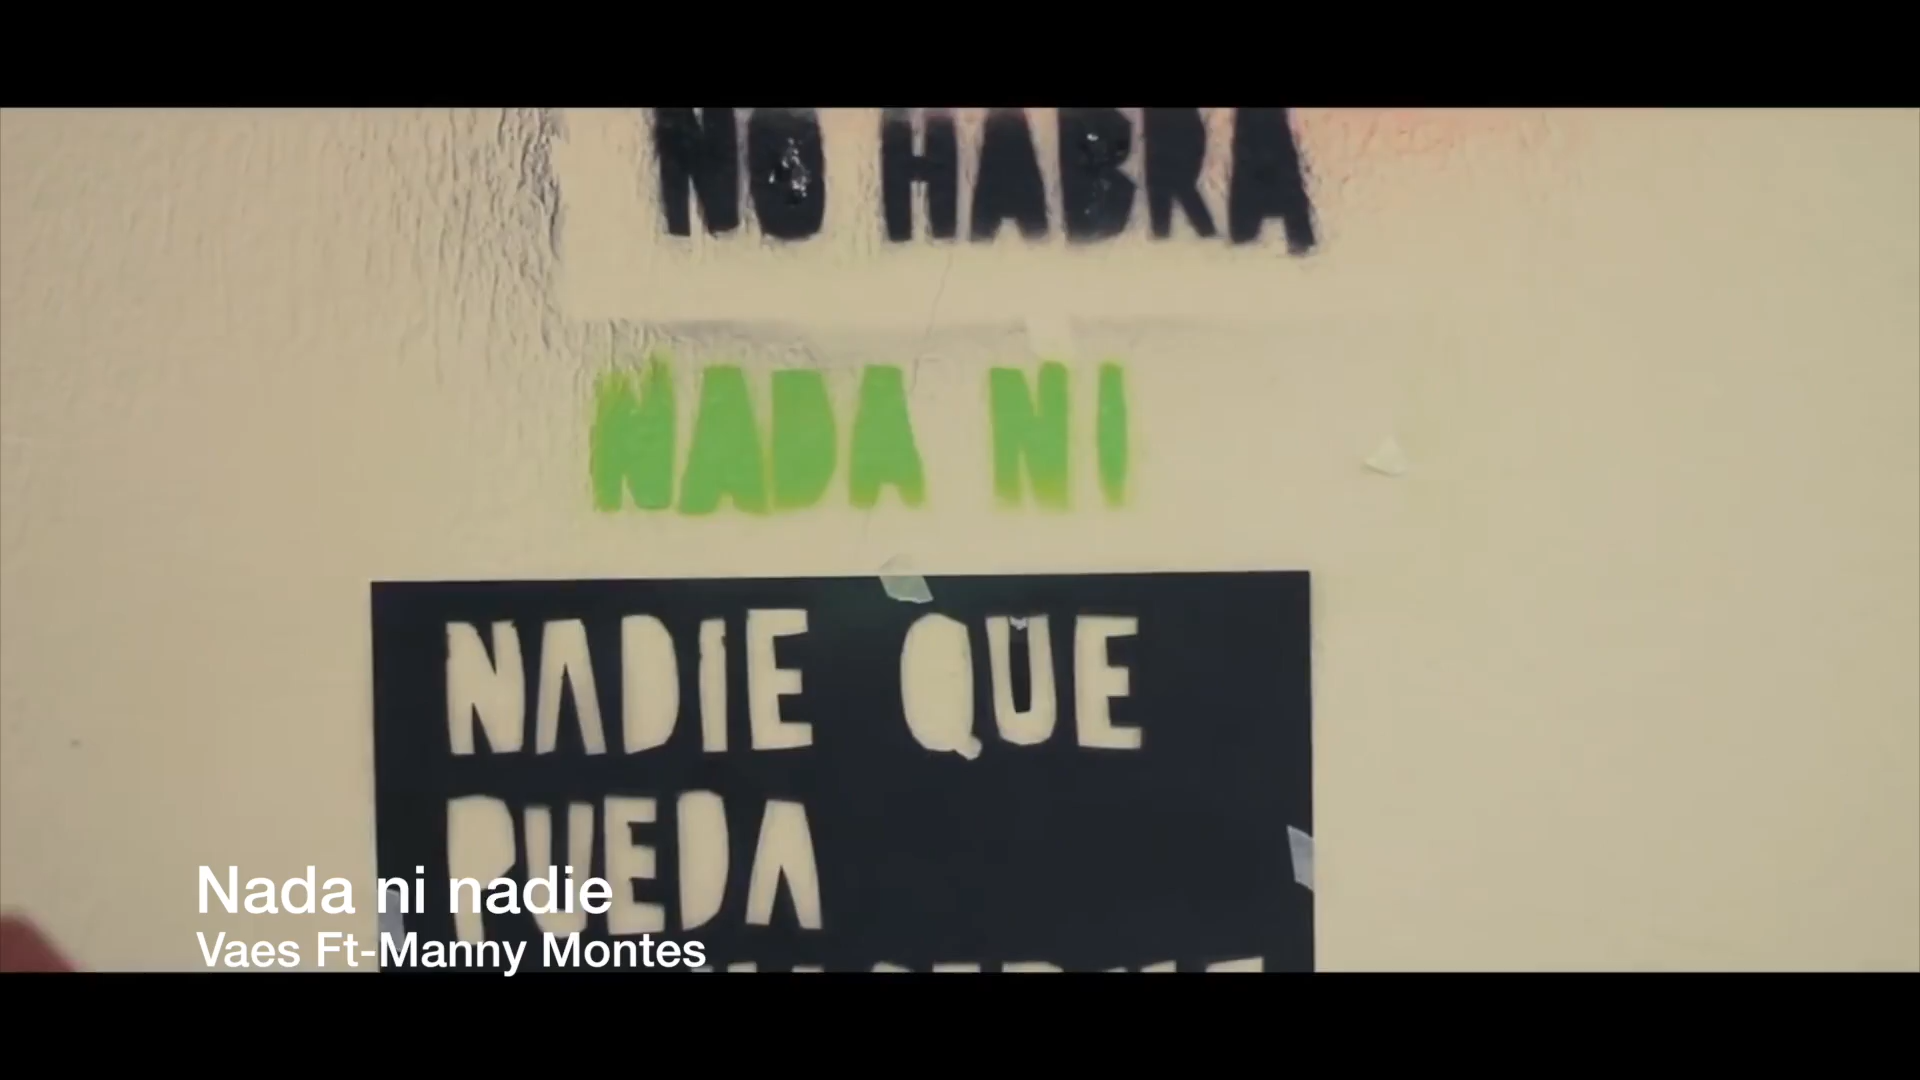 NO HABRA
NADA NI
NADIE QUE
PUEDA
Nada ni nadie
Vaes Ft-Manny Montes